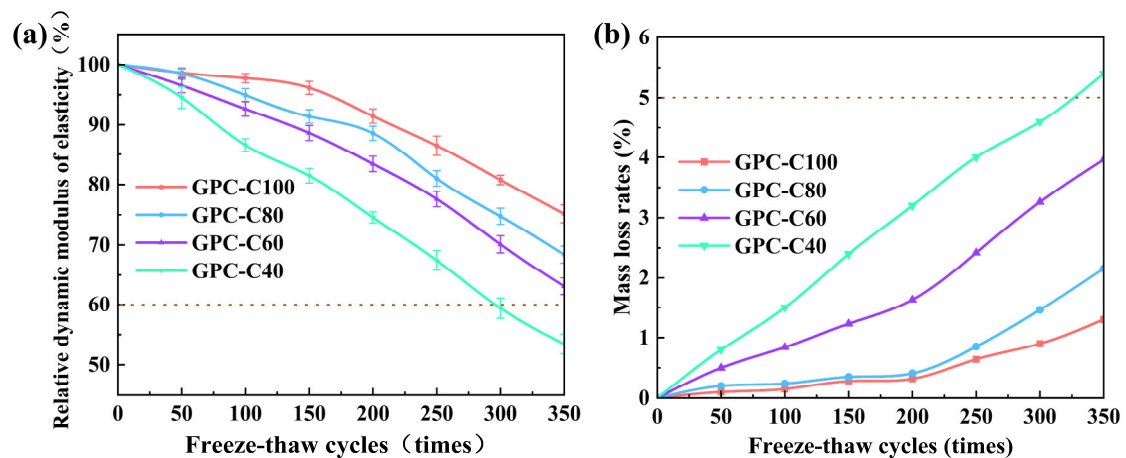 (a)
Relative dynamic modulus of elasticity（%）
100
90
80
70
60
50
GPC-C100
GPC-C80
GPC-C60
GPC-C40
0 50 100 150 200 250 300 350
Freeze-thaw cycles（times）
(b)
Mass loss rates (%)
6
5
4
3
2
1
0
GPC-C100
GPC-C80
GPC-C60
GPC-C40
0 50 100 150 200 250 300 350
Freeze-thaw cycles (times)